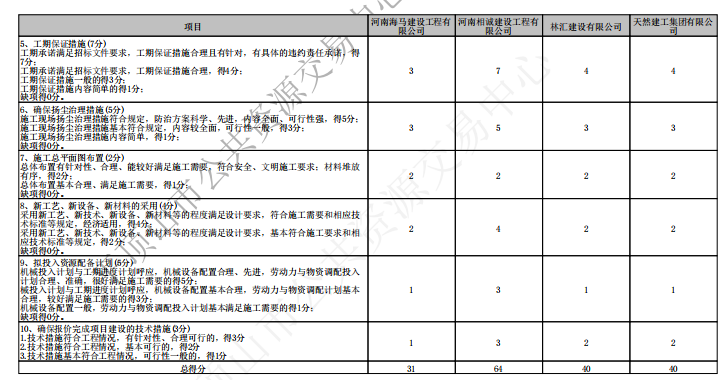 项目 河南海马建设工程有限公司 河南相诚建设工程有限公司 林汇建设有限公司 天然建工集团有限公司
5、工期保证措施(7分)
工期承诺满足招标文件要求，工期保证措施合理且有针对，有具体的违约责任承诺，得
7分；
工期承诺满足招标文件要求，工期保证措施合理，得4分；
工期保证措施一般的得3分；
工期保证措施内容简单的得1分；
缺项得0分。
3 7 4 4
6、确保扬尘治理措施(5分)
施工现场扬尘治理措施符合规定，防治方案科学、先进，内容全面、可行性强，得5分；
施工现场扬尘治理措施基本符合规定，内容较全面，可行性一般，得3分；
施工现场扬尘治理措施内容简单，得1分；
缺项得0分。
3 5 3 3
7、施工总平面图布置(2分)
总体布置有针对性、合理、能较好满足施工需要，符合安全、文明施工要求；材料堆放
有序，得2分；
总体布置基本合理、满足施工需要，得1分；
缺项得0分。
2 2 2 2
8、新工艺、新设备、新材料的采用(4分)
采用新工艺、新技术、新设备、新材料等的程度满足设计要求，符合施工需要和相应技
术标准等规定，经济适用，得4分；
采用新工艺、新技术、新设备、新材料等的程度满足设计要求，基本符合施工要求和相
应技术标准等规定，得2分；
缺项得0分。
2 4 2 2
9、拟投入资源配备计划(5分)
机械投入计划与工期进度计划呼应，机械设备配置合理、先进，劳动力与物资调配投入
计划合理、准确，很好满足施工需要的得5分；
械投入计划与工期进度计划呼应，机械设备配置基本合理，劳动力与物资调配计划基本
合理，较好满足施工需要的得3分；
机械设备配置一般，劳动力与物资调配投入计划基本满足施工需要的得1分；
缺项得0分。
1 3 1 1
10、确保报价完成项目建设的技术措施(3分)
1.技术措施符合工程情况，有针对性、合理可行的，得3分
2.技术措施符合工程情况，基本可行的，得2分
3.技术措施基本符合工程情况，可行性一般的，得1分
1 3 2 2
总得分 31 64 40 40
顶山市公共资源交易中心
顶山市公共资源交易中心